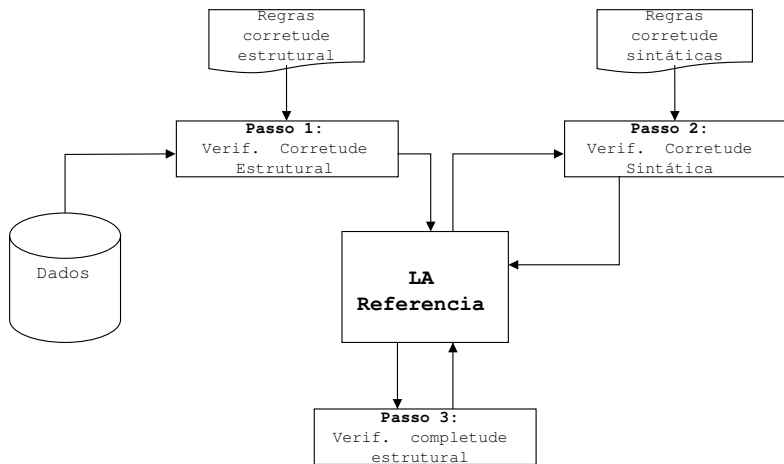 Regras
corretude
estrutural
Regras
corretude
sintáticas
Passo 1:
Verif. Corretude
Estrutural
Passo 2:
Verif. Corretude
Sintática
Dados
LA
Referencia
Passo 3:
Verif. completude
estrutural